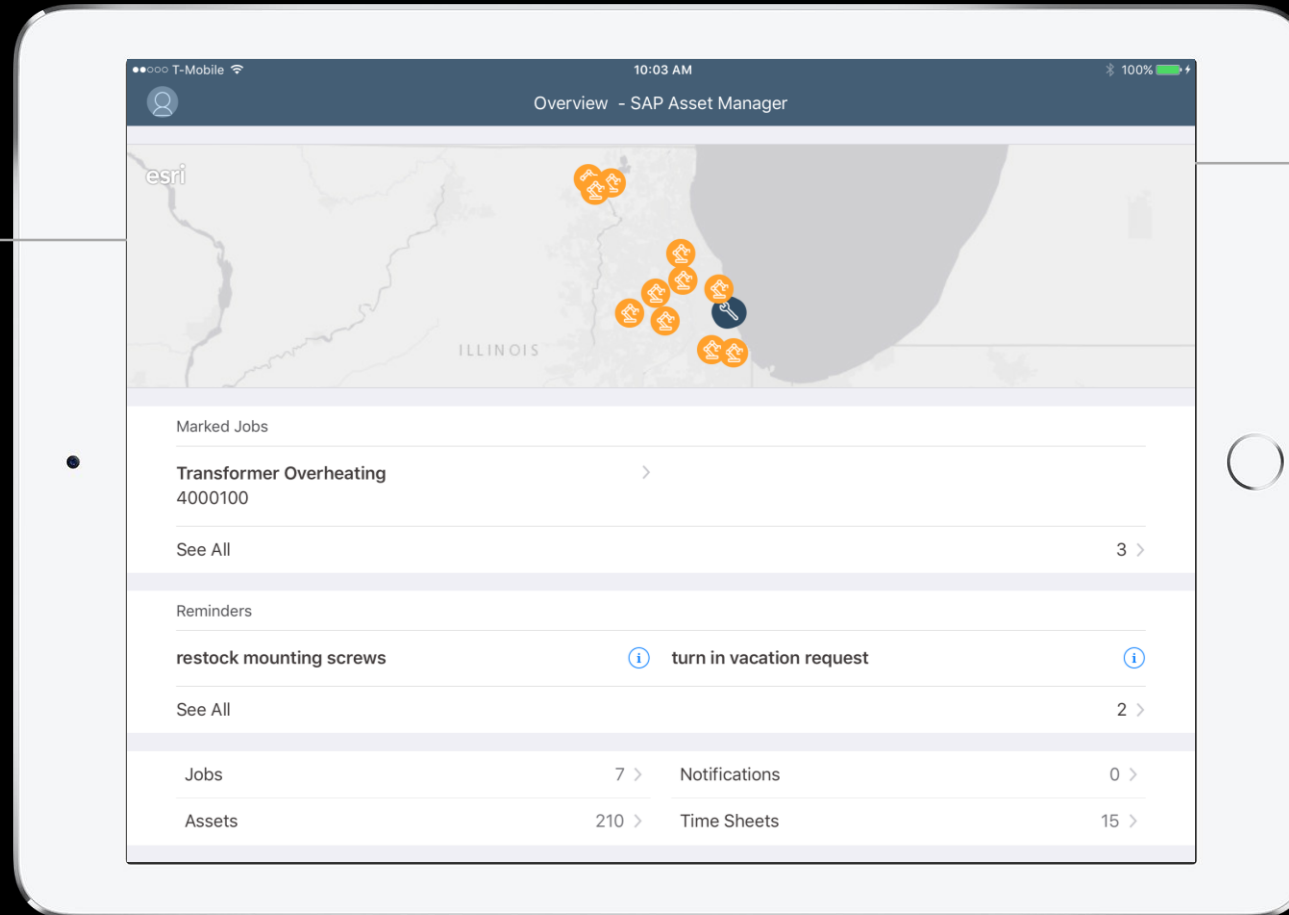 T-Mobile 10:03 AM 100%
Overview - SAP Asset Manager
esri
ILLINOIS
Marked Jobs
Transformer Overheating
4000100
See All 3
Reminders
restock mounting screws turn in vacation request
See All 2
Jobs 7 Notifications 0
Assets 210 Time Sheets 15